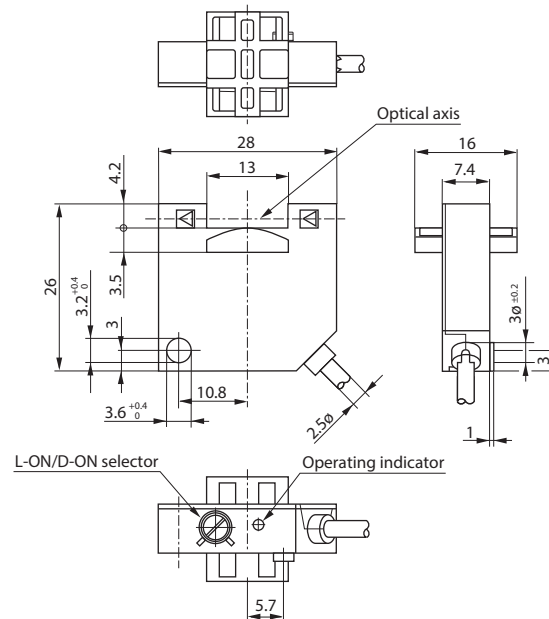 Optical axis
28
16
13
7.4
4.2
3.5
26
3.2 +0.4 0
3
10.8
3.6 +0.4 0
2.5ø
3ø ±0.2
3
1
L-ON/D-ON selector
Operating indicator
5.7